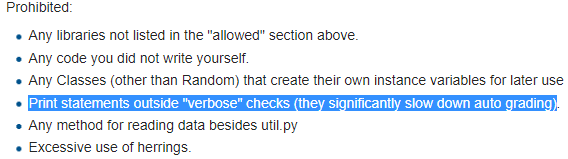 Prohibited:
Any libraries not listed in the "allowed" section above.
Any code you did not write yourself.
Any Classes (other than Random) that create their own instance variables for later use
Print statements outside "verbose" checks (they significantly slow down auto grading).
Any method for reading data besides util.py
Excessive use of herrings.